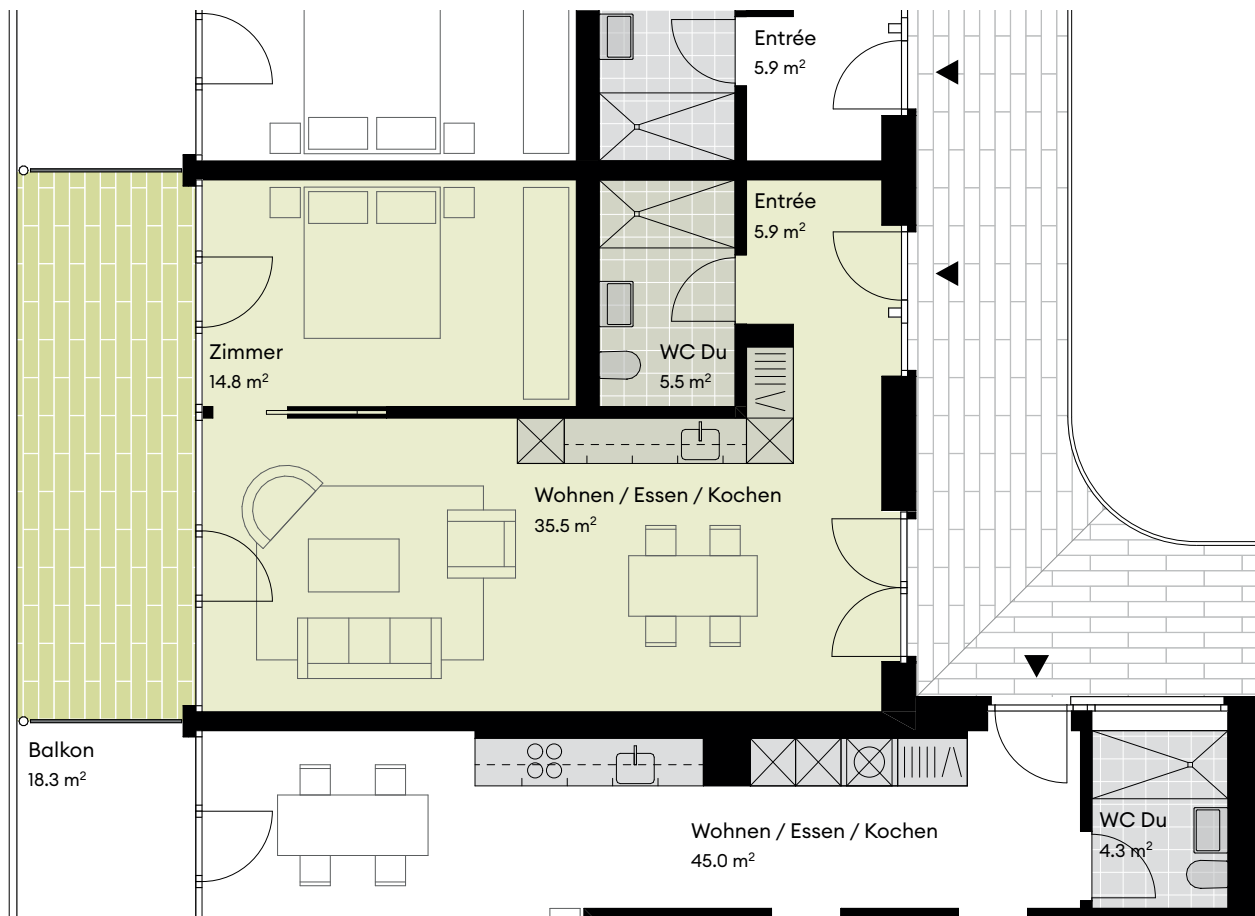 Entrée
5.9 m²
Entrée
5.9 m²
Zimmer
14.8 m²
WC Du
5.5 m²
Wohnen / Essen / Kochen
35.5 m²
Balkon
18.3 m²
Wohnen / Essen / Kochen
45.0 m²
WC Du
4.3 m²